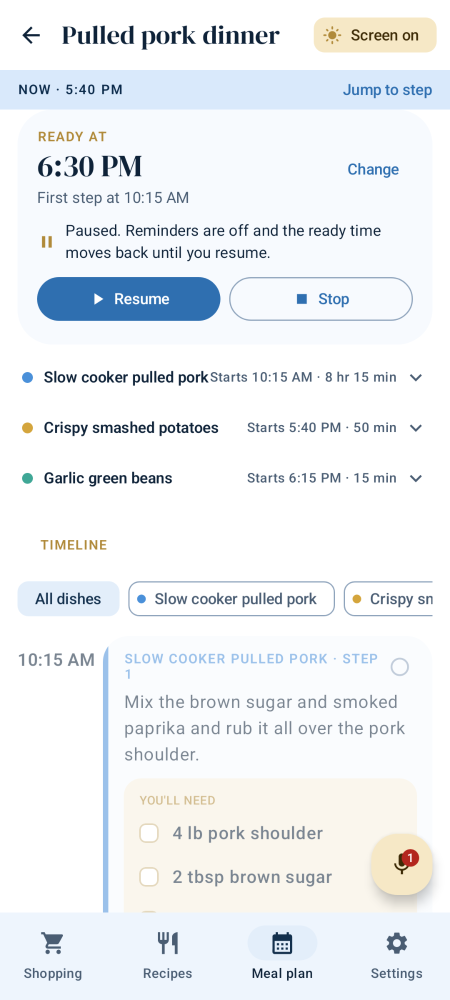 Pulled pork dinner
Screen on
NOW · 5:40 PM
Jump to step
READY AT
6:30 PM
Change
First step at 10:15 AM
Paused. Reminders are off and the ready time
moves back until you resume.
Resume
Stop
Slow cooker pulled pork Starts 10:15 AM · 8 hr 15 min
Crispy smashed potatoes Starts 5:40 PM · 50 min
Garlic green beans Starts 6:15 PM · 15 min
TIMELINE
All dishes
Slow cooker pulled pork
Crispy sm
10:15 AM
SLOW COOKER PULLED PORK · STEP
1
Mix the brown sugar and smoked
paprika and rub it all over the pork
shoulder.
YOU'LL NEED
4 lb pork shoulder
1
2 tbsp brown sugar
Shopping
Recipes
Meal plan
Settings